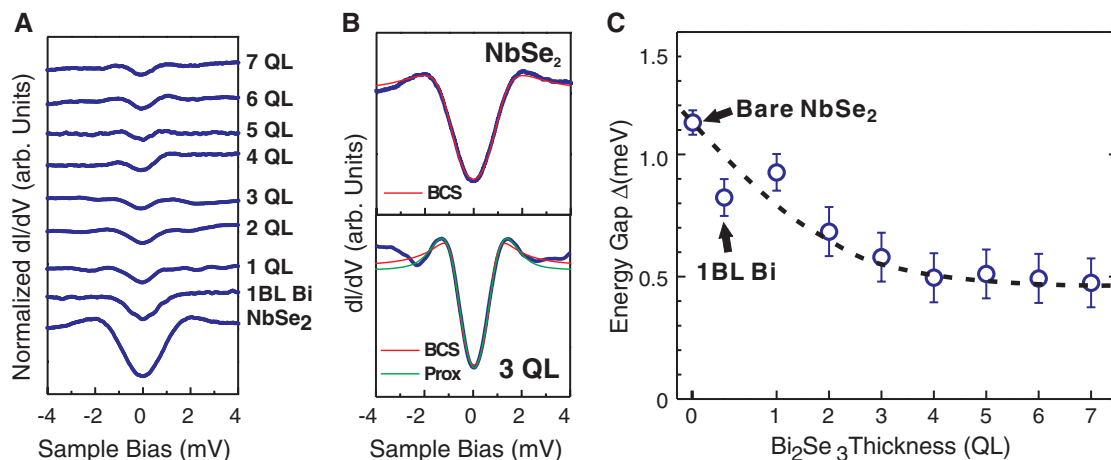 A
Normalized dI/dV (arb. Units)
7 QL
6 QL
5 QL
4 QL
3 QL
2 QL
1 QL
1BL Bi
NbSe2
-4 -2 0 2 4
Sample Bias (mV)
B
dI/dV (arb. Units)
NbSe2
BCS
BCS
Prox
3 QL
-4 -2 0 2 4
Sample Bias (mV)
C
Energy Gap Δ(meV)
1.5
1.0
0.5
0
Bare NbSe2
1BL Bi
0 1 2 3 4 5 6 7
Bi2Se3Thickness (QL)